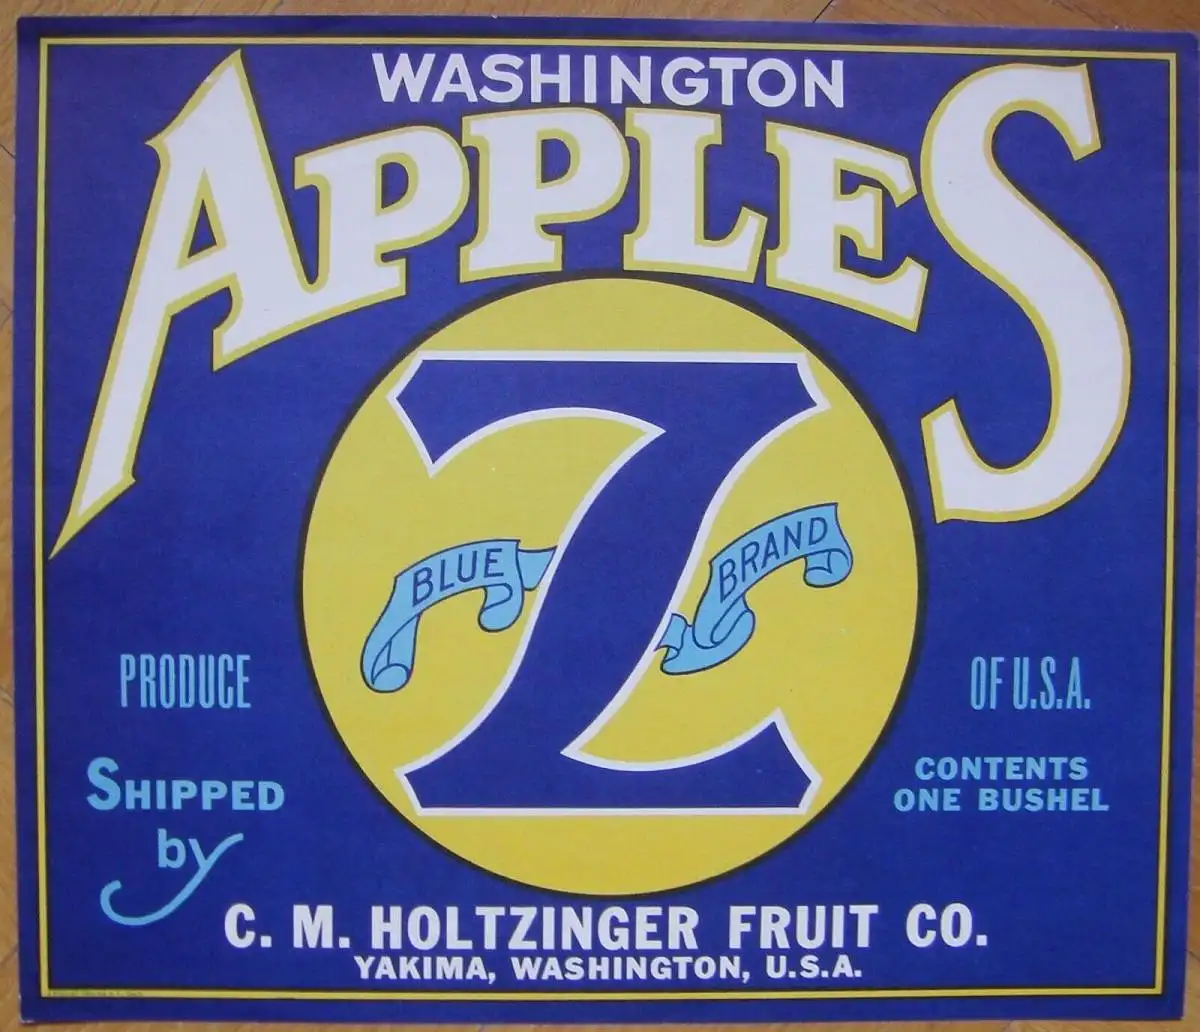 WASHINGTON
APPLES
Z
BLUE BRAND
PRODUCE OF U.S.A.
SHIPPED
by
CONTENTS
ONE BUSHEL
C. M. HOLTZINGER FRUIT CO.
YAKIMA, WASHINGTON, U.S.A.